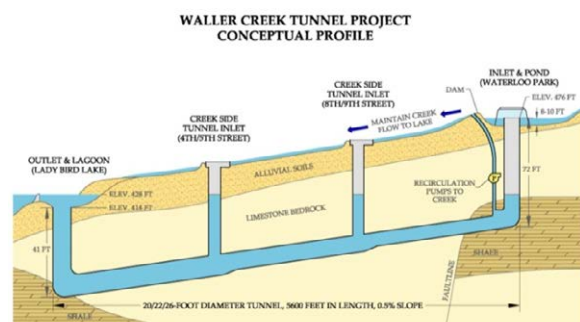 WALLER CREEK TUNNEL PROJECT
CONCEPTUAL PROFILE
INLET & POND
(WATERLOO PARK)
ELEV. 476 FT
8-10 FT
DAM
CREEK SIDE
TUNNEL INLET
(8TH/9TH STREET)
MAINTAIN CREEK
FLOW TO LAKE
CREEK SIDE
TUNNEL INLET
(4TH/5TH STREET)
OUTLET & LAGOON
(LADY BIRD LAKE)
ALLUVIAL SOILS
RECIRCULATION
PUMPS TO
CREEK
72 FT
ELEV. 428 FT
LIMESTONE BEDROCK
41 FT
SHALE
FAULTLINE
20/22/26-FOOT DIAMETER TUNNEL, 5600 FEET IN LENGTH, 0.5% SLOPE
SHALE